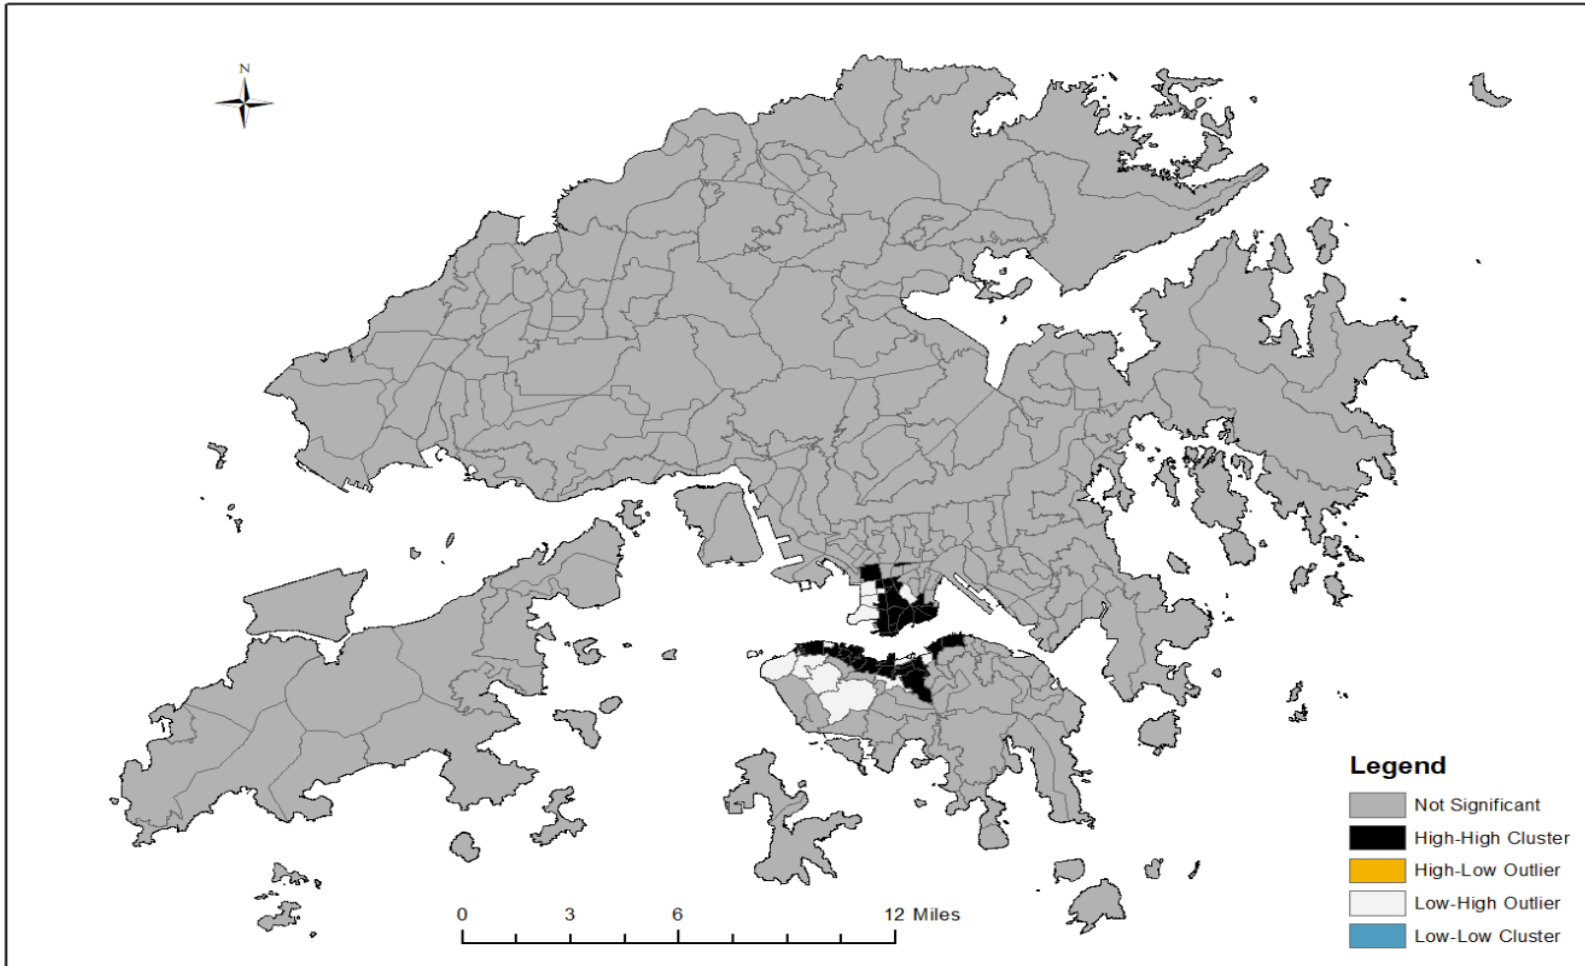 N
Legend
Not Significant
High-High Cluster
High-Low Outlier
Low-High Outlier
Low-Low Cluster
0 3 6 12 Miles